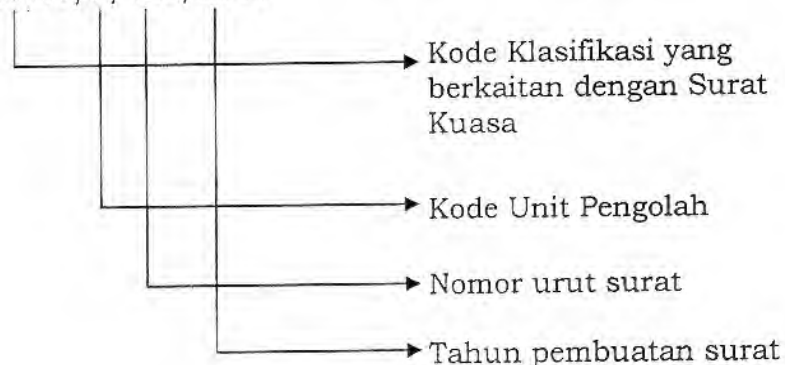 Kode Klasifikasi yang
berkaitan dengan Surat
Kuasa
Kode Unit Pengolah
Nomor urut surat
Tahun pembuatan surat